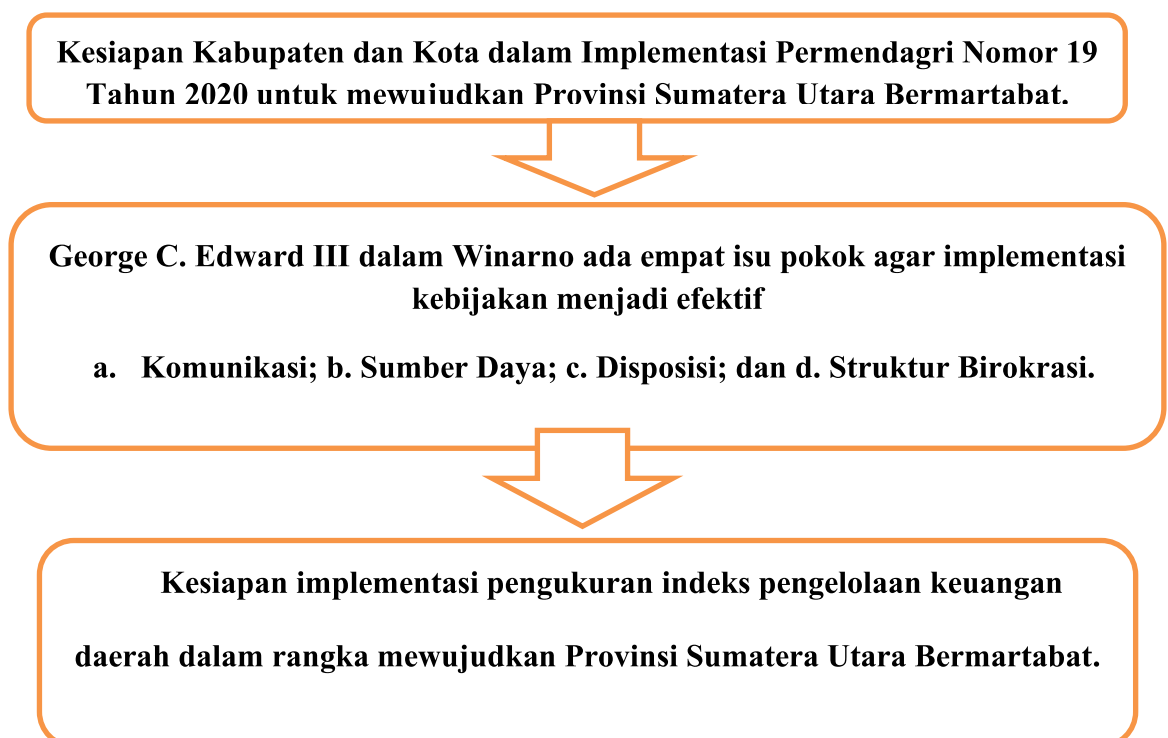 Kesiapan Kabupaten dan Kota dalam Implementasi Permendagri Nomor 19
Tahun 2020 untuk mewujudkan Provinsi Sumatera Utara Bermartabat.
George C. Edward III dalam Winarno ada empat isu pokok agar implementasi
kebijakan menjadi efektif
a. Komunikasi; b. Sumber Daya; c. Disposisi; dan d. Struktur Birokrasi.
Kesiapan implementasi pengukuran indeks pengelolaan keuangan
daerah dalam rangka mewujudkan Provinsi Sumatera Utara Bermartabat.